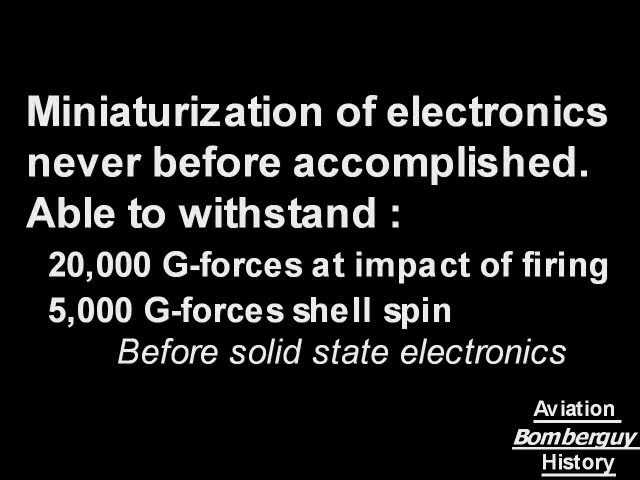 Miniaturization of electronics
never before accomplished.
Able to withstand :
20,000 G-forces at impact of firing
5,000 G-forces shell spin
Before solid state electronics
Aviation
Bomberguy
History